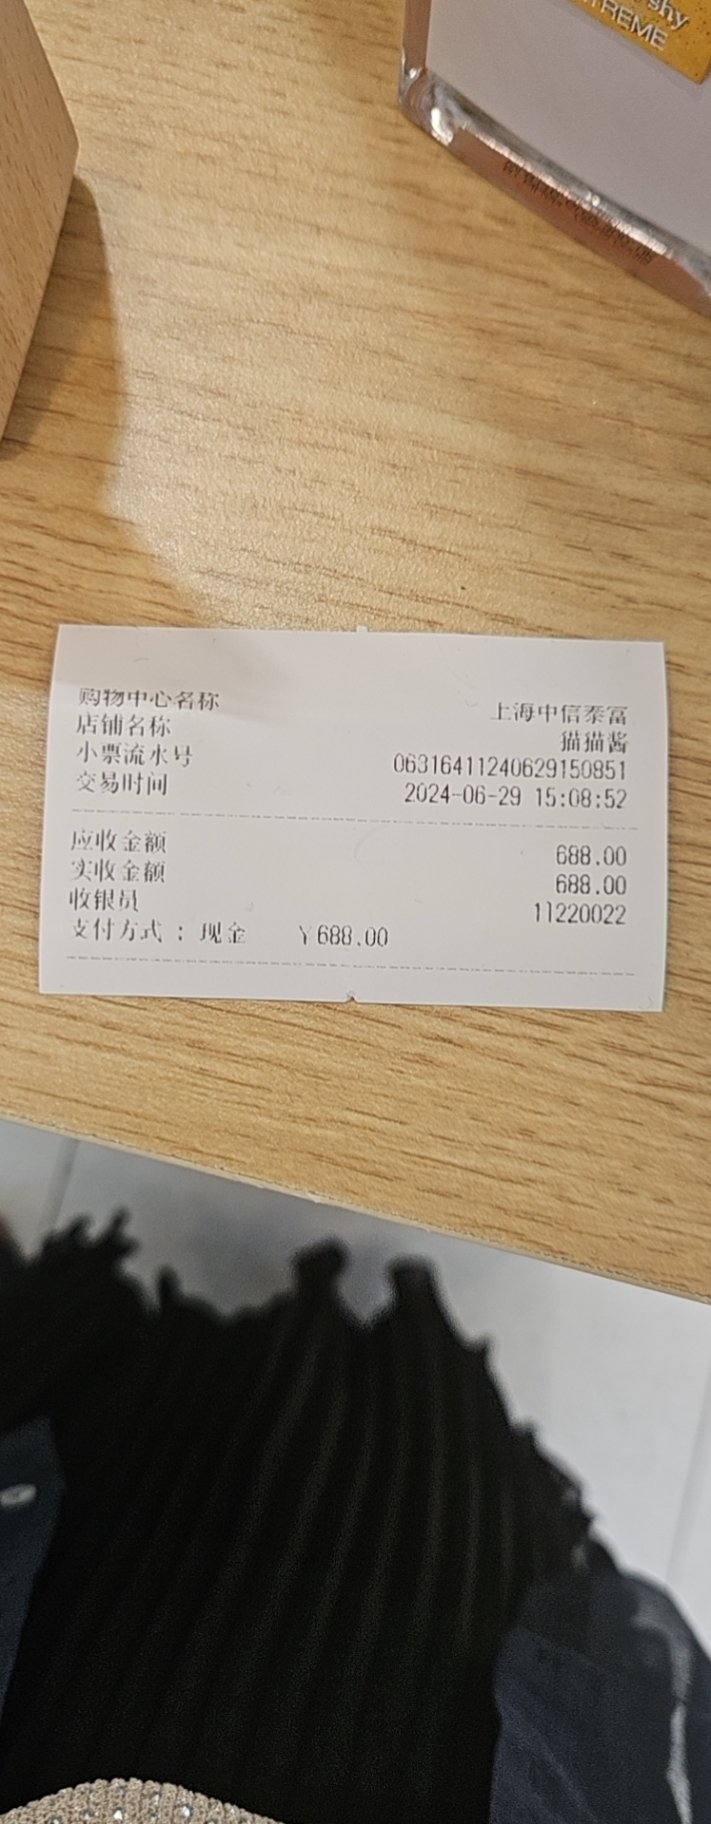 shy
TREME
购物中心名称 上海中信泰富
店铺名称 猫猫酱
小票流水号 06316411240629150851
交易时间 2024-06-29 15:08:52
应收金额 688.00
实收金额 688.00
收银员 11220022
支付方式 : 现金 ¥688.00